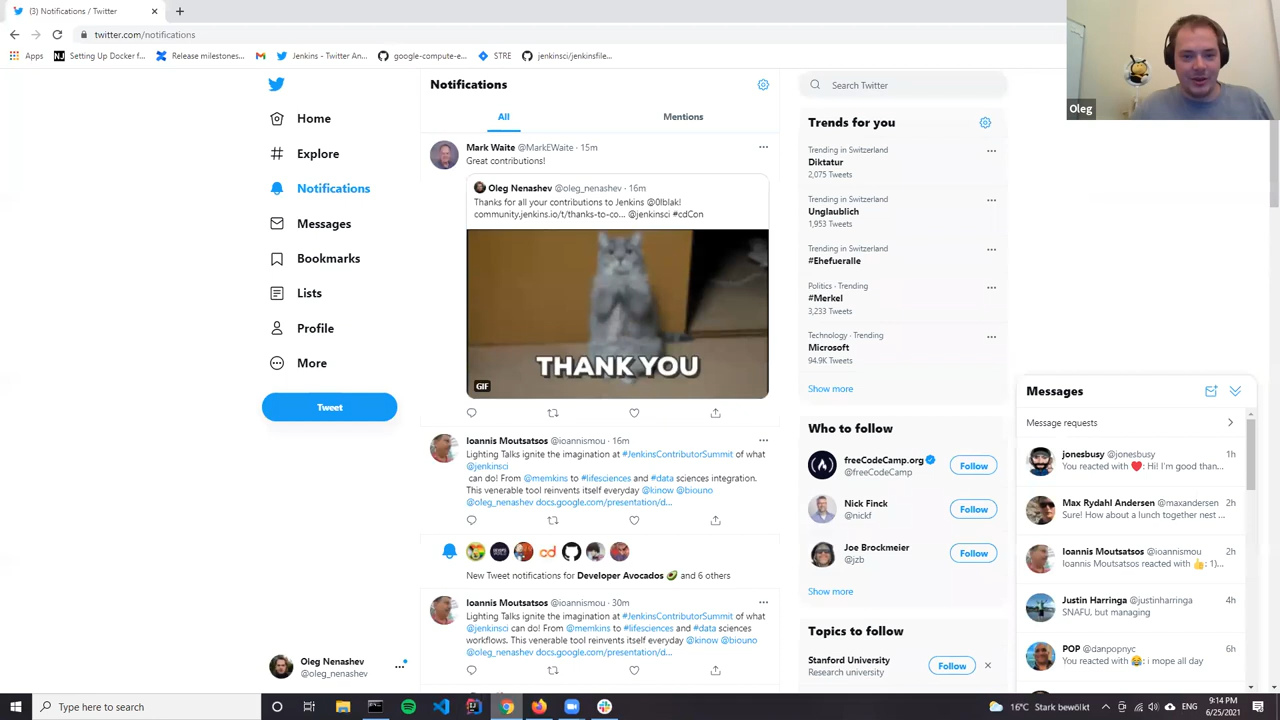 (3) Notifications / Twitter
twitter.com/notifications
Apps
Setting Up Docker f...
Release milestones...
Jenkins - Twitter An...
google-compute-e...
STRE
jenkinsci/jenkinsfile...
Oleg
Home
Explore
Notifications
Messages
Bookmarks
Lists
Profile
More
Tweet
Oleg Nenashev
@oleg_nenashev
Notifications
All
Mentions
Mark Waite @MarkEWaite · 15m
Great contributions!
Oleg Nenashev @oleg_nenashev · 16m
Thanks for all your contributions to Jenkins @0lblak!
community.jenkins.io/t/thanks-to-co... @jenkinsci #cdCon
THANK YOU
GIF
Ioannis Moutsatsos @ioannismou · 16m
Lighting Talks ignite the imagination at #JenkinsContributorSummit of what
@jenkinsci
can do! From @memkins to #lifesciences and #data sciences integration.
This venerable tool reinvents itself everyday @kinow @biouno
@oleg_nenashev docs.google.com/presentation/d...
New Tweet notifications for Developer Avocados 🥑 and 6 others
Ioannis Moutsatsos @ioannismou · 30m
Lighting Talks ignite the imagination at #JenkinsContributorSummit of what
@jenkinsci can do! From @memkins to #lifesciences and #data sciences
workflows. This venerable tool reinvents itself everyday @kinow @biouno
@oleg_nenashev docs.google.com/presentation/d...
Search Twitter
Trends for you
Trending in Switzerland
Diktatur
2,075 Tweets
Trending in Switzerland
Unglaublich
1,953 Tweets
Trending in Switzerland
#Ehefueralle
Politics · Trending
#Merkel
3,233 Tweets
Technology · Trending
Microsoft
94.9K Tweets
Show more
Who to follow
freeCodeCamp.org
@freeCodeCamp
Follow
Nick Finck
@nickf
Follow
Joe Brockmeier
@jzb
Follow
Show more
Topics to follow
Stanford University
Research university
Follow
Messages
Message requests
jonesbusy @jonesbusy 1h
You reacted with ❤️: Hi! I'm good than...
Max Rydahl Andersen @maxandersen 2h
Sure! How about a lunch together nest ...
Ioannis Moutsatsos @ioannismou 2h
Ioannis Moutsatsos reacted with 👍: 1)...
Justin Harringa @justinharringa 4h
SNAFU, but managing
POP @danpopnyc 6h
You reacted with 😂: i mope all day
Type here to search
16°C Starker Bewöl...
ENG
9:14 PM
6/25/2021